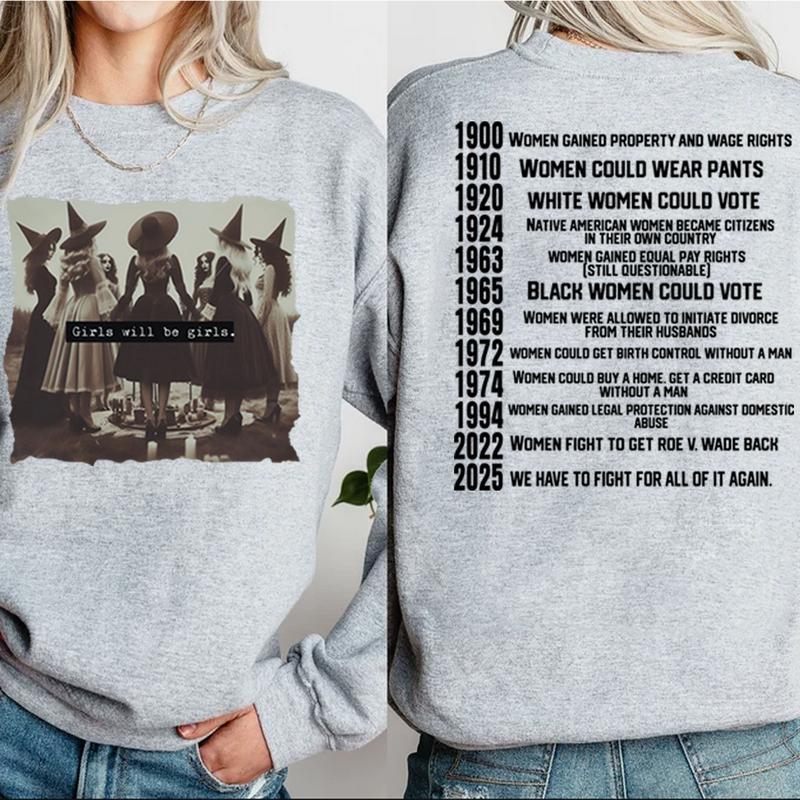 Girls will be girls.
1900 WOMEN GAINED PROPERTY AND WAGE RIGHTS
1910 WOMEN COULD WEAR PANTS
1920 WHITE WOMEN COULD VOTE
1924 NATIVE AMERICAN WOMEN BECAME CITIZENS
IN THEIR OWN COUNTRY
1963 WOMEN GAINED EQUAL PAY RIGHTS
(STILL QUESTIONABLE)
1965 BLACK WOMEN COULD VOTE
1969 WOMEN WERE ALLOWED TO INITIATE DIVORCE
FROM THEIR HUSBANDS
1972 WOMEN COULD GET BIRTH CONTROL WITHOUT A MAN
1974 WOMEN COULD BUY A HOME. GET A CREDIT CARD
WITHOUT A MAN
1994 WOMEN GAINED LEGAL PROTECTION AGAINST DOMESTIC
ABUSE
2022 WOMEN FIGHT TO GET ROE V. WADE BACK
2025 WE HAVE TO FIGHT FOR ALL OF IT AGAIN.